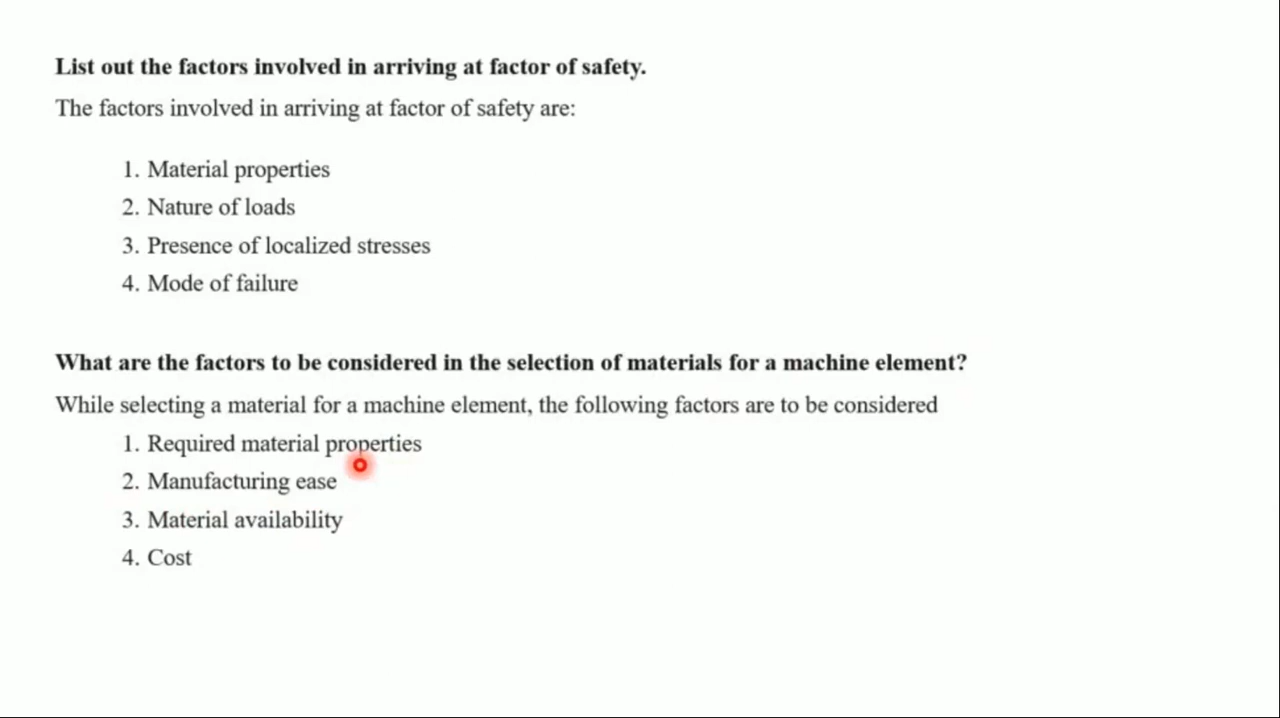 List out the factors involved in arriving at factor of safety.
The factors involved in arriving at factor of safety are:
1. Material properties
2. Nature of loads
3. Presence of localized stresses
4. Mode of failure
What are the factors to be considered in the selection of materials for a machine element?
While selecting a material for a machine element, the following factors are to be considered
1. Required material properties
2. Manufacturing ease
3. Material availability
4. Cost